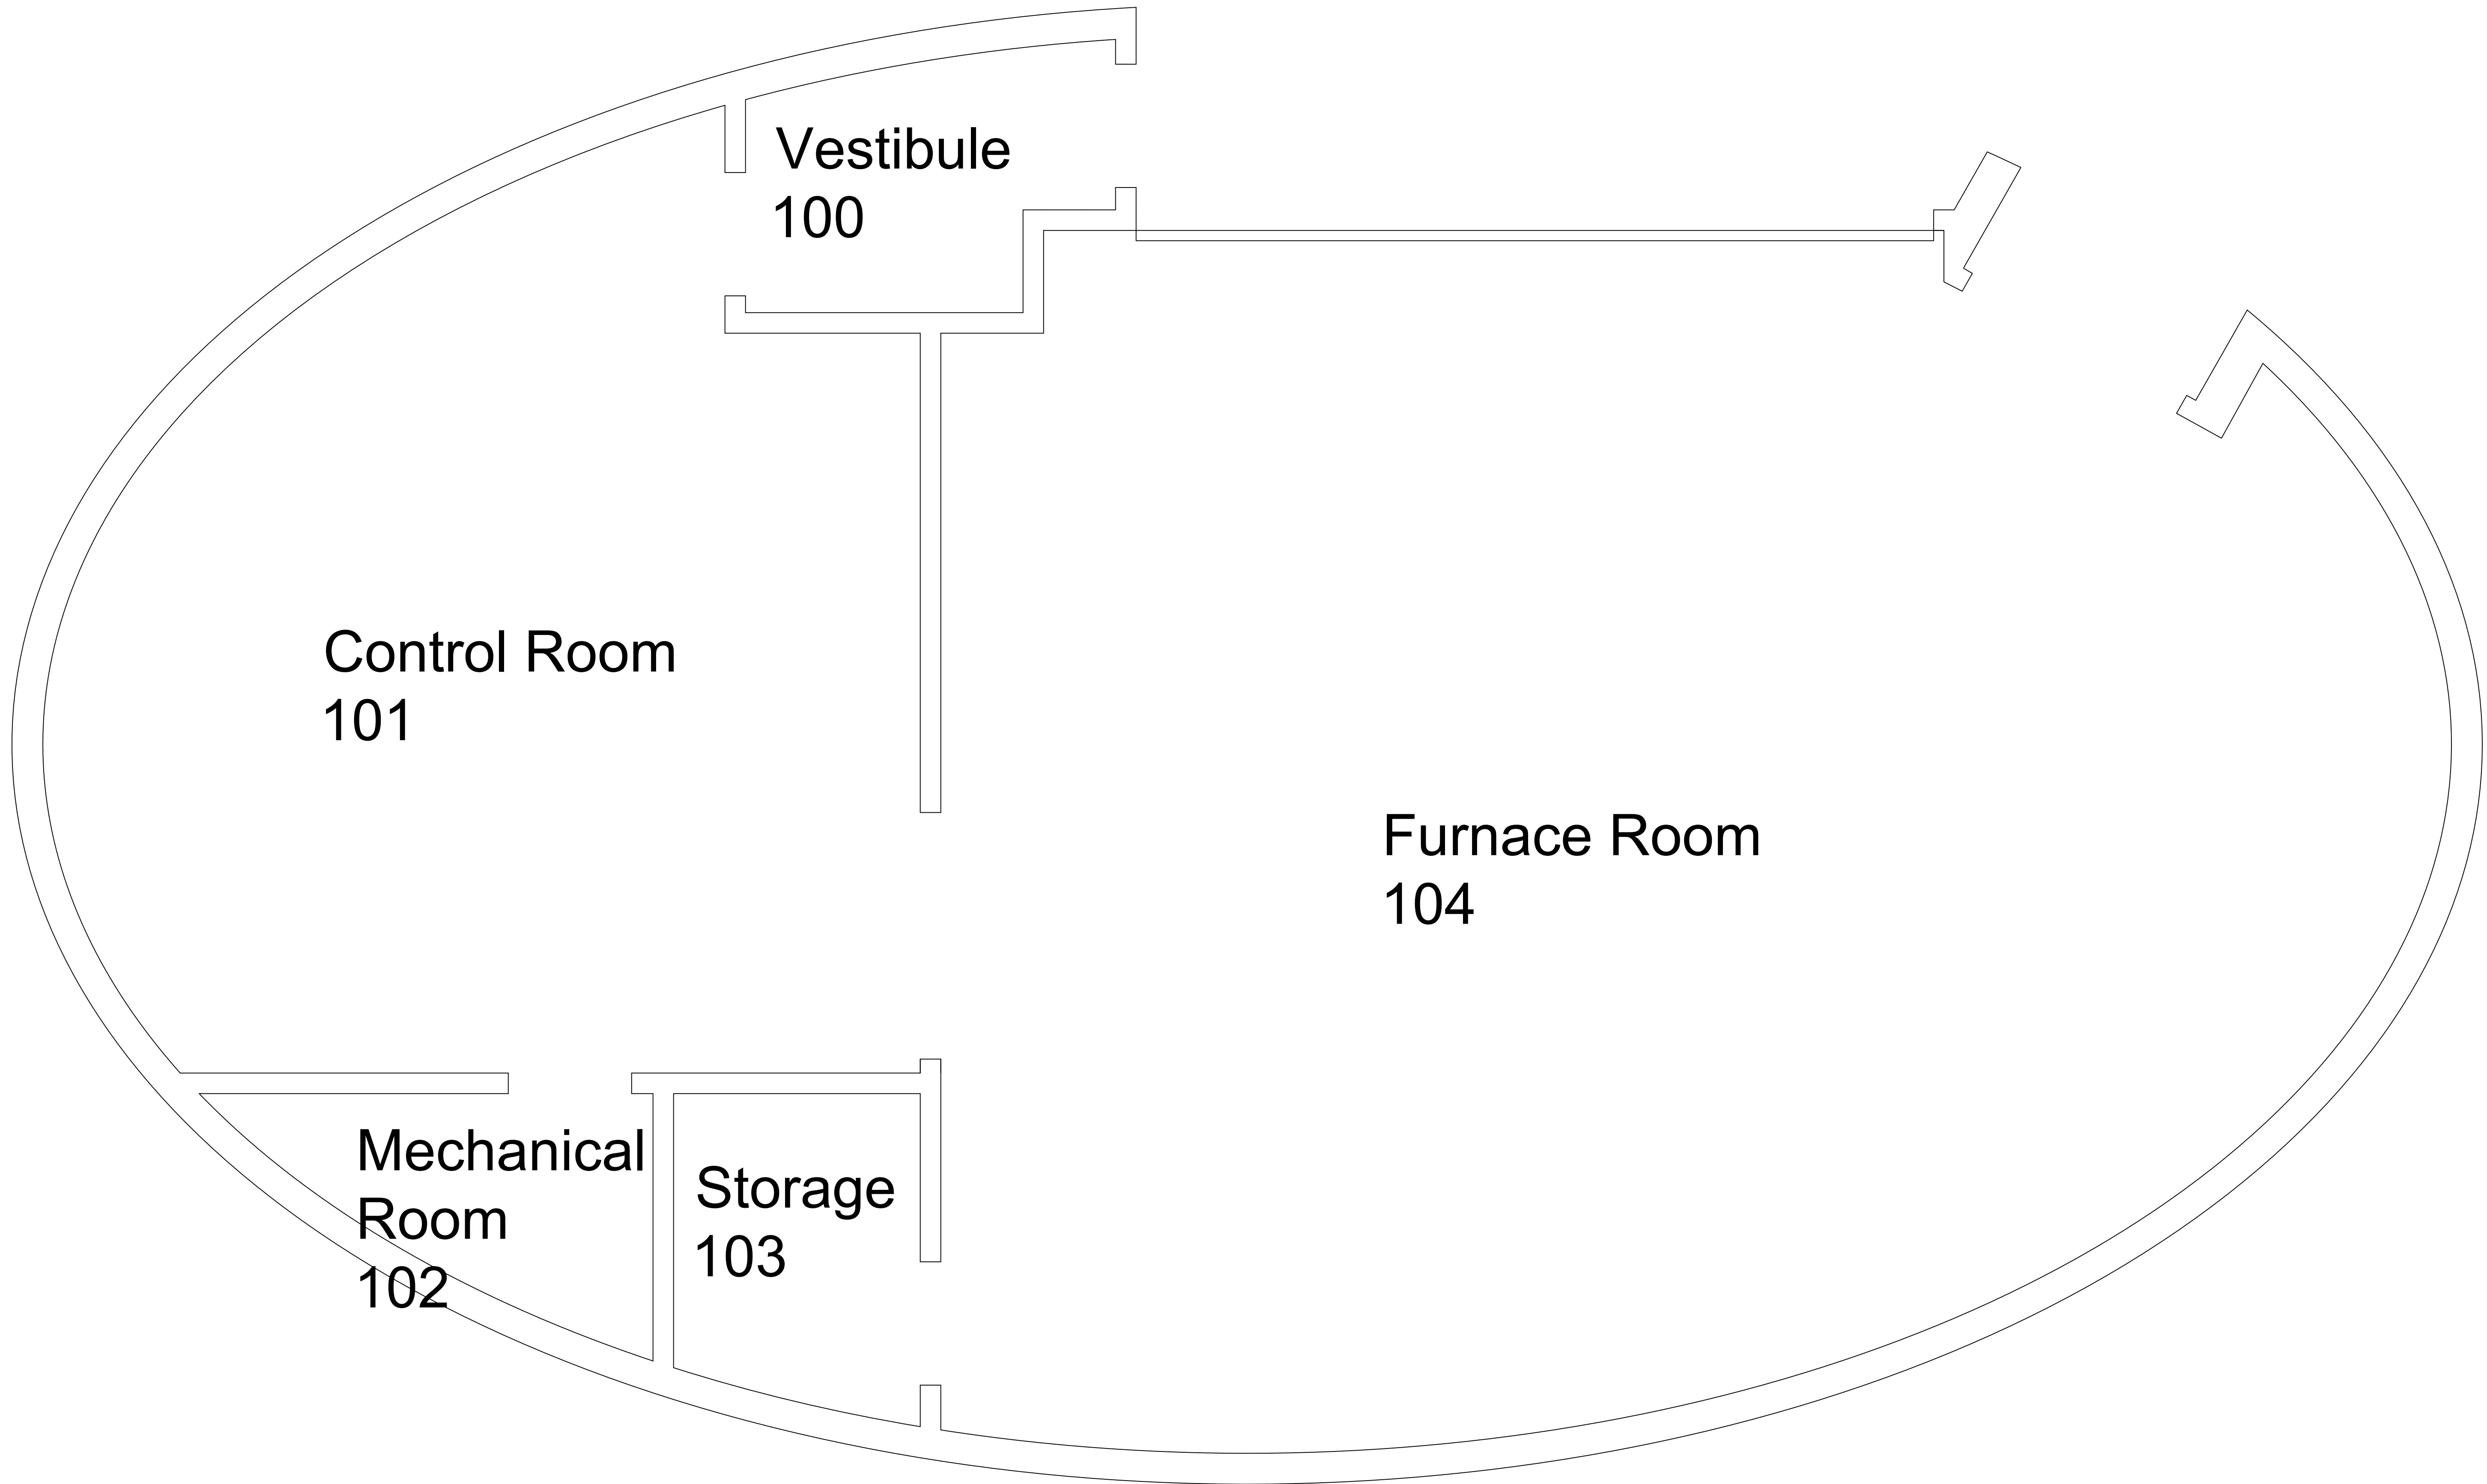 Vestibule
100
Control Room
101
Furnace Room
104
Mechanical
Room
102
Storage
103